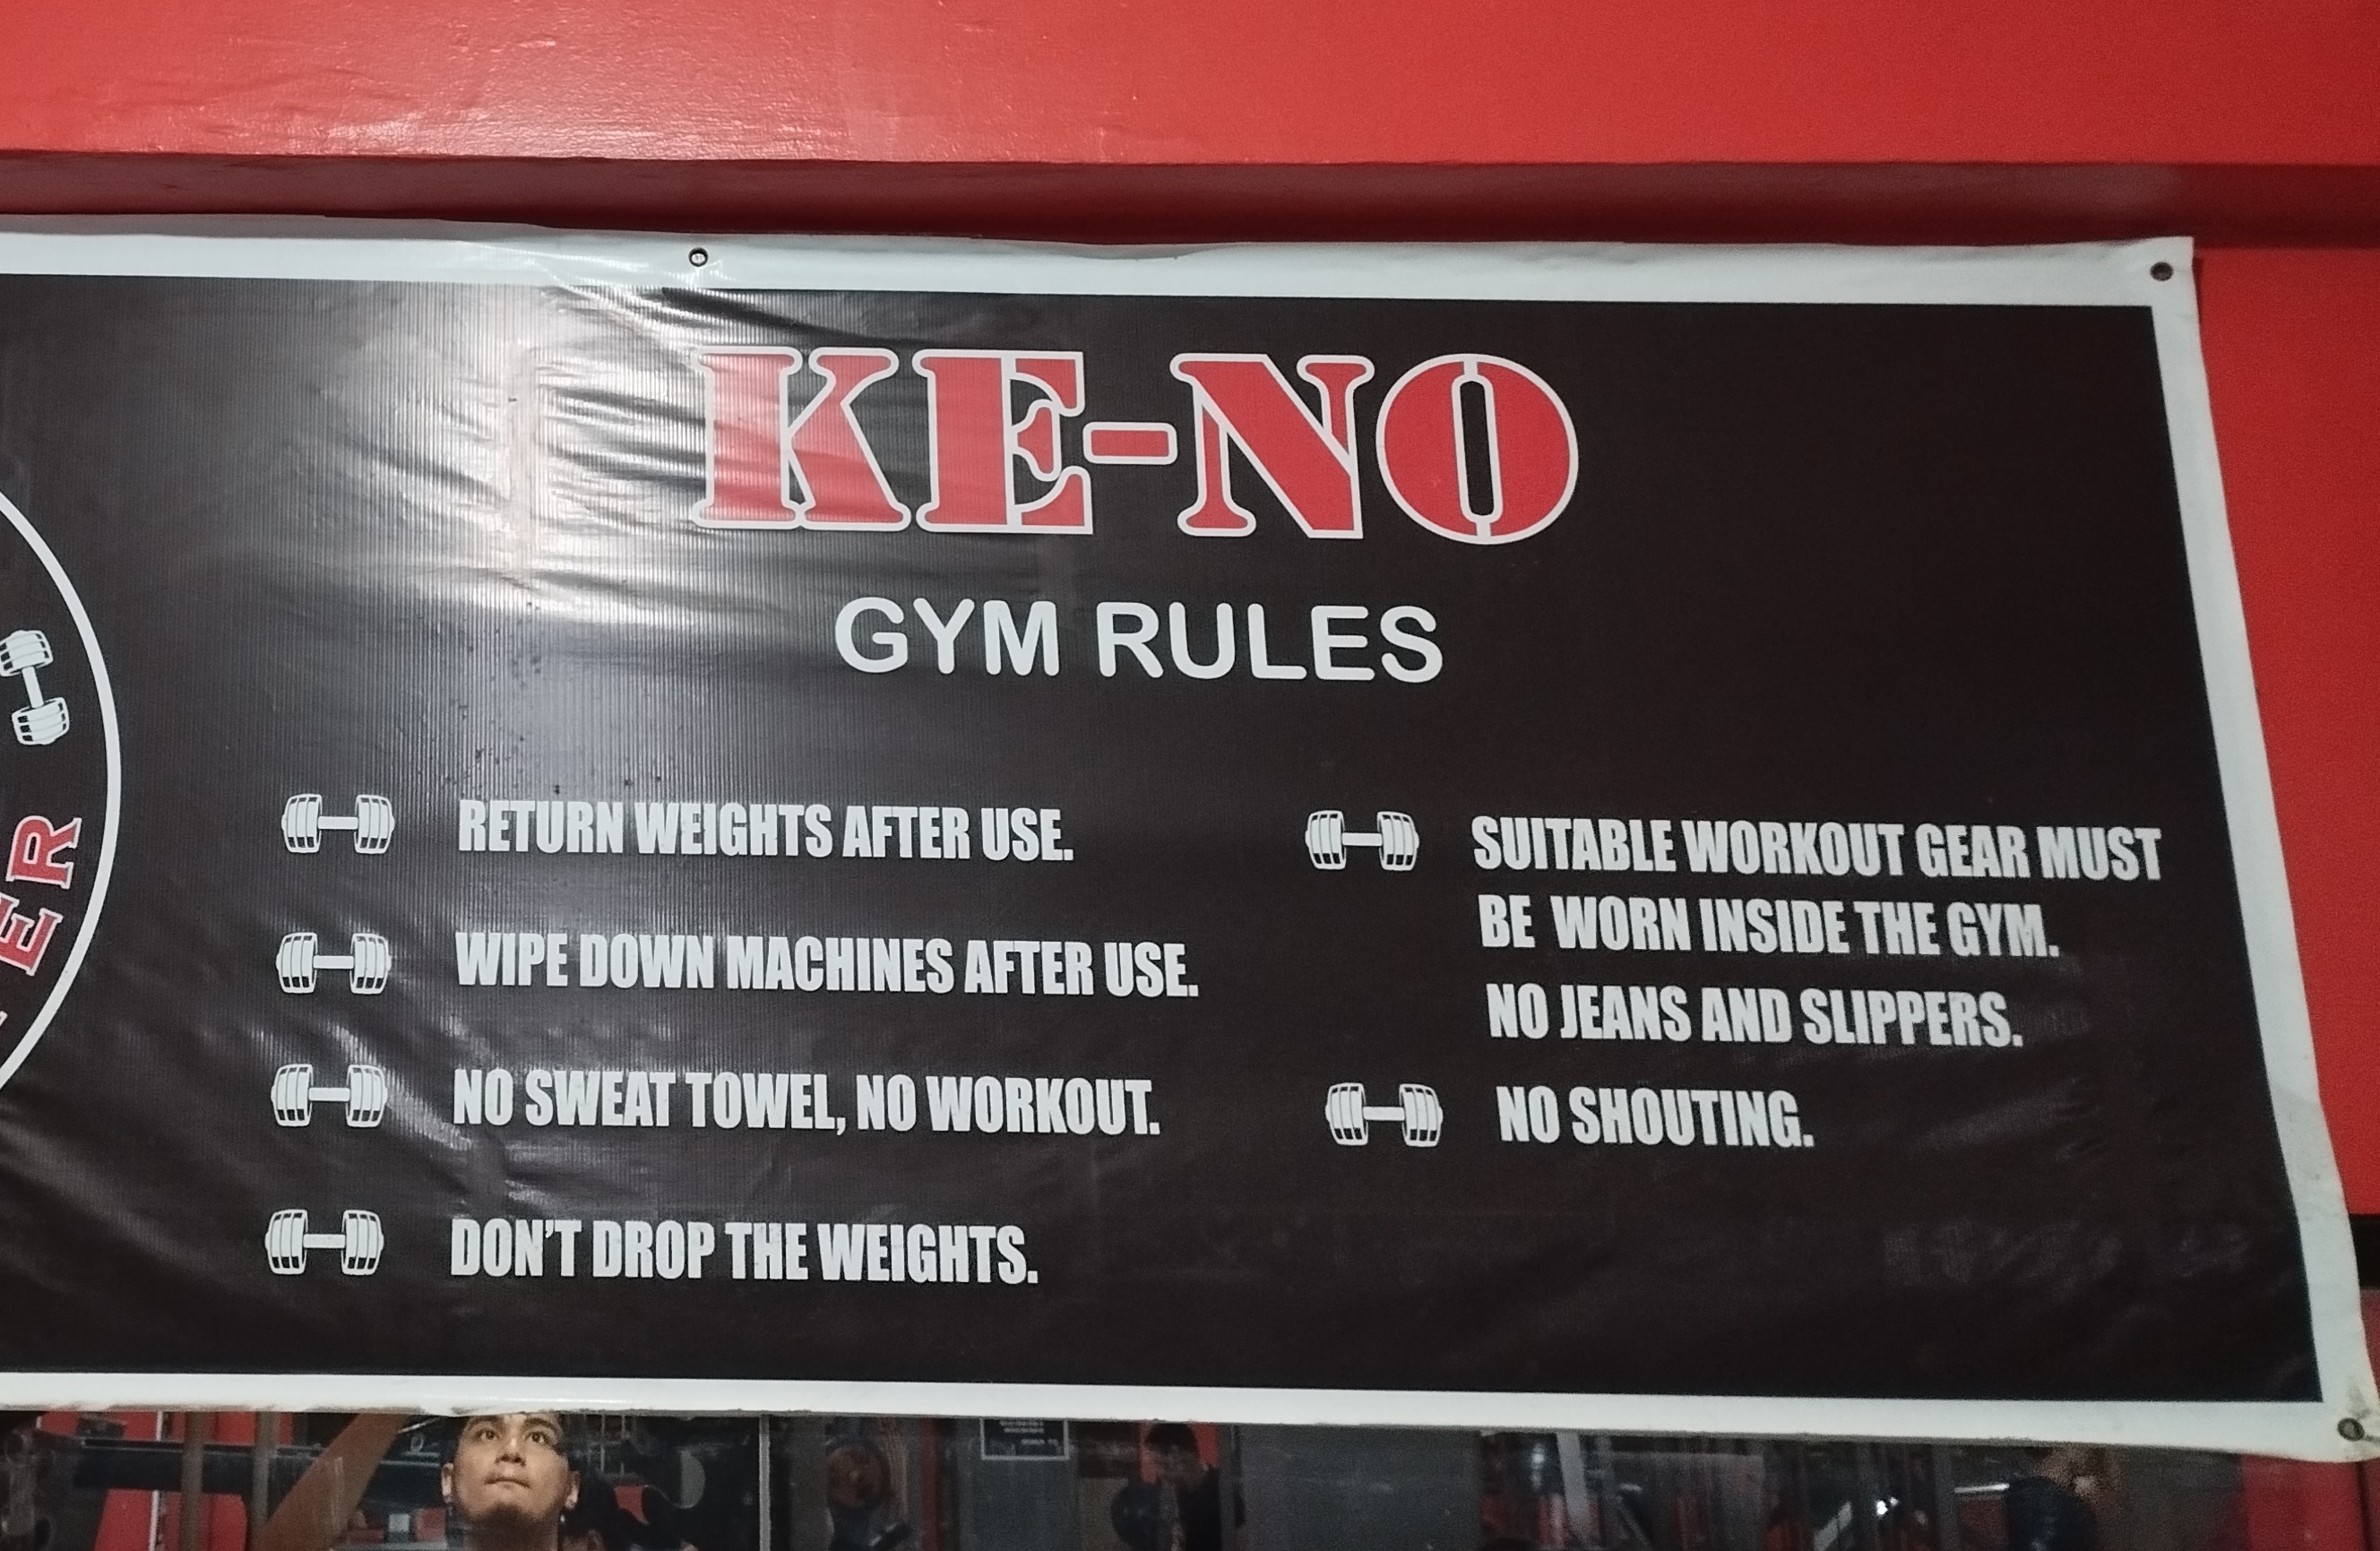 KE-NO
GYM RULES
RETURN WEIGHTS AFTER USE.
WIPE DOWN MACHINES AFTER USE.
NO SWEAT TOWEL, NO WORKOUT.
DON'T DROP THE WEIGHTS.
SUITABLE WORKOUT GEAR MUST
BE WORN INSIDE THE GYM.
NO JEANS AND SLIPPERS.
NO SHOUTING.